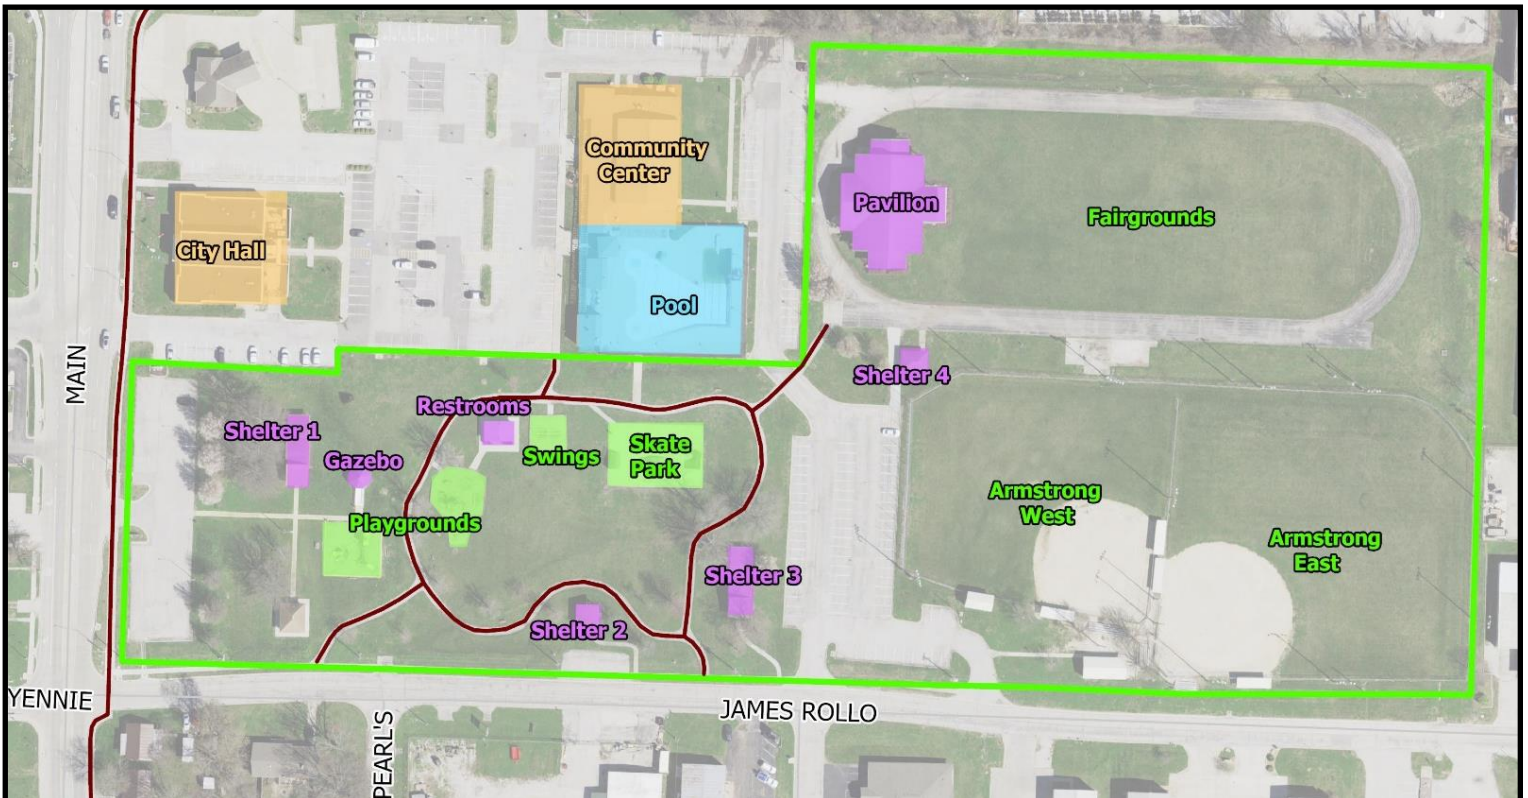 Community
Center
City Hall
Pool
Pavilion
Fairgrounds
MAIN
Shelter 4
Restrooms
Shelter 1
Gazebo
Swings
Skate
Park
Playgrounds
Armstrong
West
Armstrong
East
Shelter 3
Shelter 2
YENNIE
JAMES ROLLO
PEARL'S